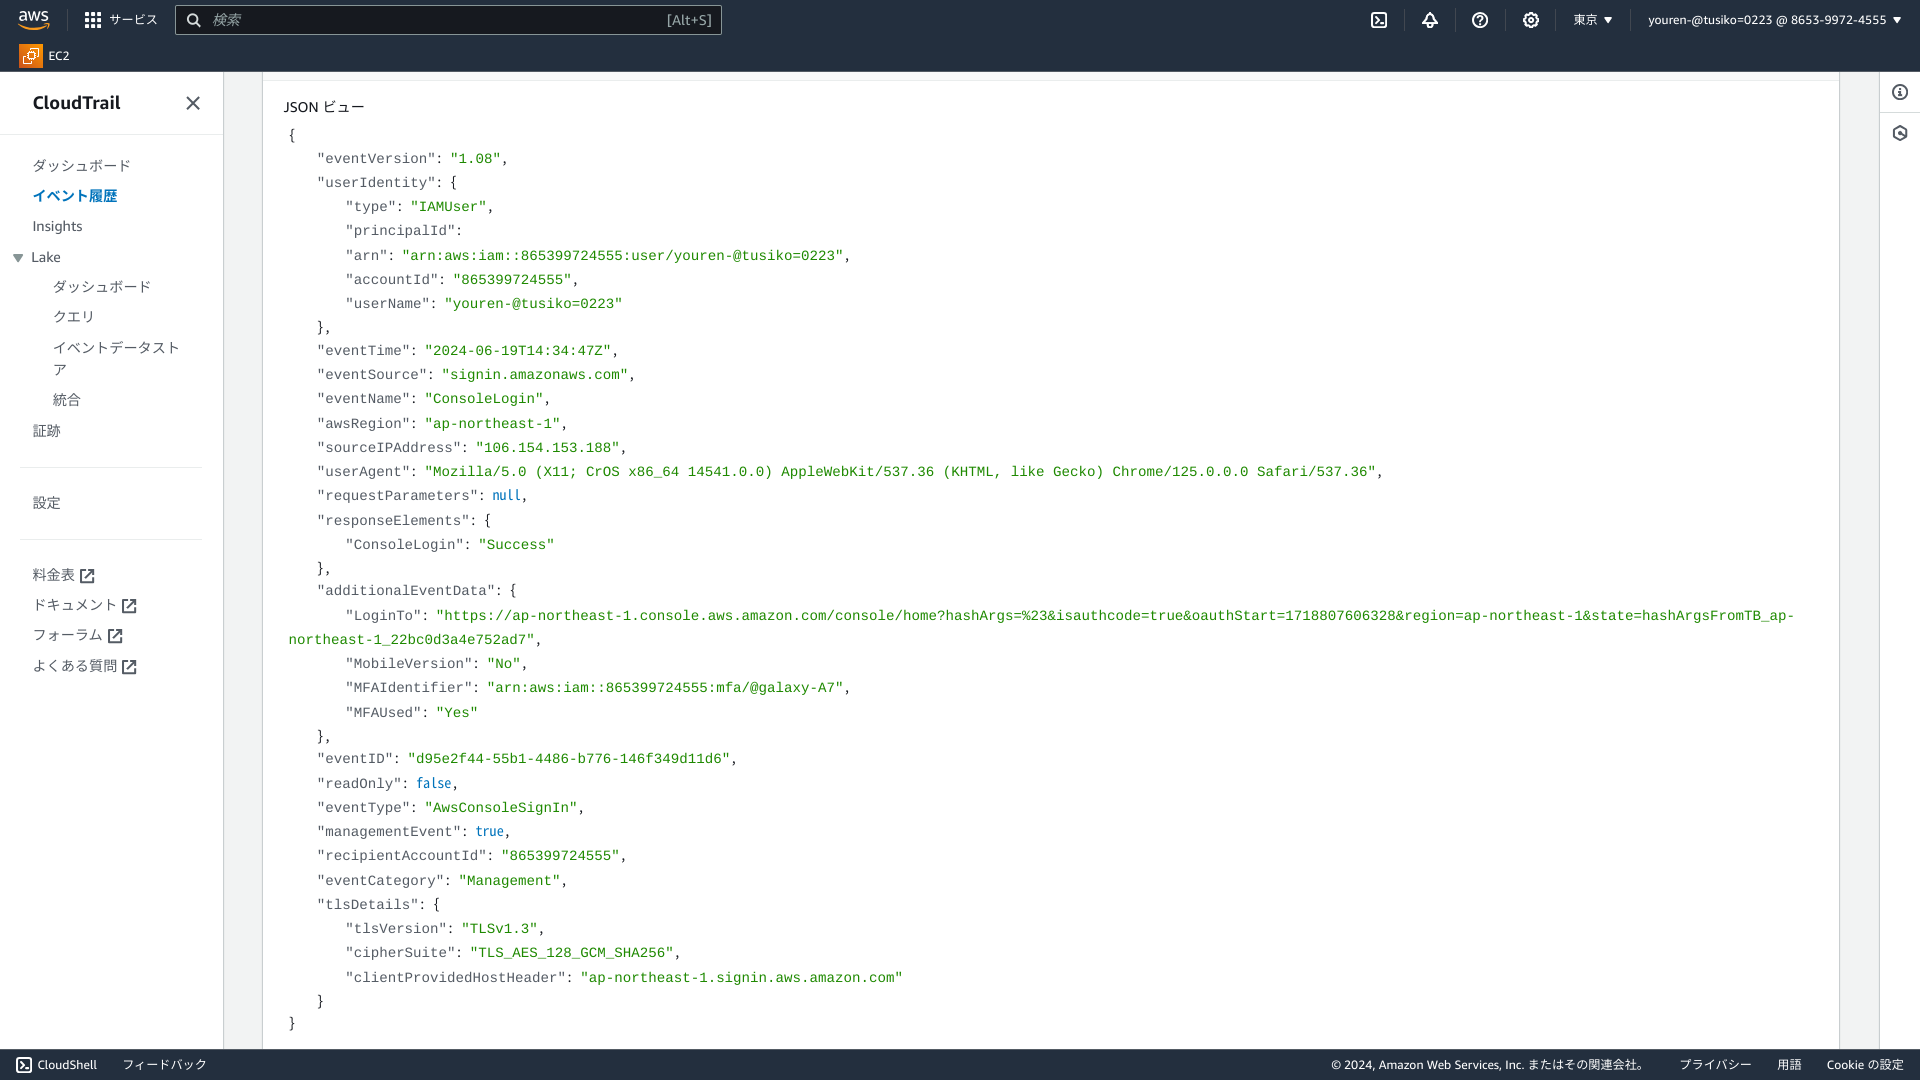 aws
サービス
検索
[Alt+S]
東京
youren-@tusiko=0223 @ 8653-9972-4555
EC2
CloudTrail
ダッシュボード
イベント履歴
Insights
Lake
ダッシュボード
クエリ
イベントデータスト
ア
統合
証跡
設定
料金表
ドキュメント
フォーラム
よくある質問
JSON ビュー
{
"eventVersion": "1.08",
"userIdentity": {
"type": "IAMUser",
"principalId":
"arn": "arn:aws:iam::865399724555:user/youren-@tusiko=0223",
"accountId": "865399724555",
"userName": "youren-@tusiko=0223"
},
"eventTime": "2024-06-19T14:34:47Z",
"eventSource": "signin.amazonaws.com",
"eventName": "ConsoleLogin",
"awsRegion": "ap-northeast-1",
"sourceIPAddress": "106.154.153.188",
"userAgent": "Mozilla/5.0 (X11; CrOS x86_64 14541.0.0) AppleWebKit/537.36 (KHTML, like Gecko) Chrome/125.0.0.0 Safari/537.36",
"requestParameters": null,
"responseElements": {
"ConsoleLogin": "Success"
},
"additionalEventData": {
"LoginTo": "https://ap-northeast-1.console.aws.amazon.com/console/home?hashArgs=%23&isauthcode=true&oauthStart=1718807606328&region=ap-northeast-1&state=hashArgsFromTB_ap-
northeast-1_22bc0d3a4e752ad7",
"MobileVersion": "No",
"MFAIdentifier": "arn:aws:iam::865399724555:mfa/@galaxy-A7",
"MFAUsed": "Yes"
},
"eventID": "d95e2f44-55b1-4486-b776-146f349d11d6",
"readOnly": false,
"eventType": "AwsConsoleSignIn",
"managementEvent": true,
"recipientAccountId": "865399724555",
"eventCategory": "Management",
"tlsDetails": {
"tlsVersion": "TLSv1.3",
"cipherSuite": "TLS_AES_128_GCM_SHA256",
"clientProvidedHostHeader": "ap-northeast-1.signin.aws.amazon.com"
}
}
CloudShell
フィードバック
© 2024, Amazon Web Services, Inc. またはその関連会社。
プライバシー
用語
Cookie の設定